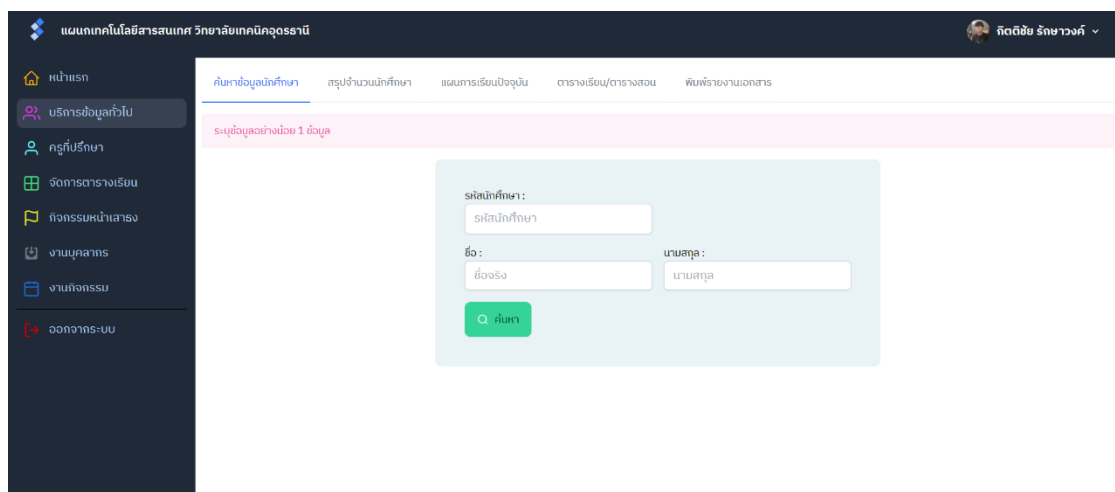 แผนกเทคโนโลยีสารสนเทศ วิทยาลัยเทคนิคอุดรธานี
กิตติชัย รักษาวงค์
หน้าแรก
บริการข้อมูลทั่วไป
ครูที่ปรึกษา
จัดการตารางเรียน
กิจกรรมหน้าเสาธง
งานบุคลากร
งานกิจกรรม
ออกจากระบบ
ค้นหาข้อมูลนักศึกษา สรุปจำนวนนักศึกษา แผนการเรียนปัจจุบัน ตารางเรียน/ตารางสอน พิมพ์รายงานเอกสาร
ระบุข้อมูลอย่างน้อย 1 ข้อมูล
รหัสนักศึกษา :
รหัสนักศึกษา
ชื่อ : นามสกุล :
ชื่อจริง นามสกุล
ค้นหา